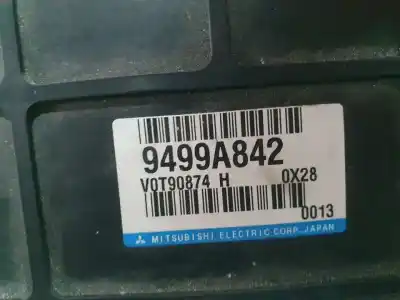 9499A842
V0T90874 H 0X28
0013
MITSUBISHI ELECTRIC CORP. JAPAN